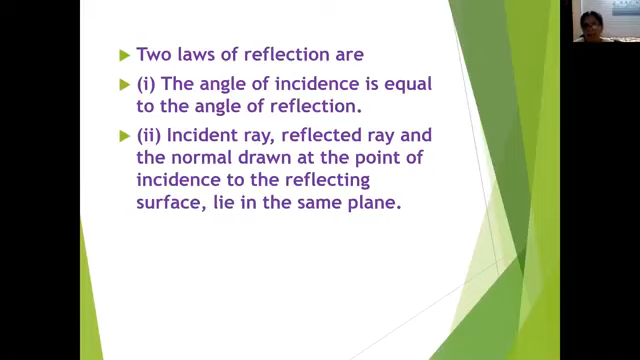 Two laws of reflection are
(i) The angle of incidence is equal
to the angle of reflection.
(ii) Incident ray, reflected ray and
the normal drawn at the point of
incidence to the reflecting
surface, lie in the same plane.